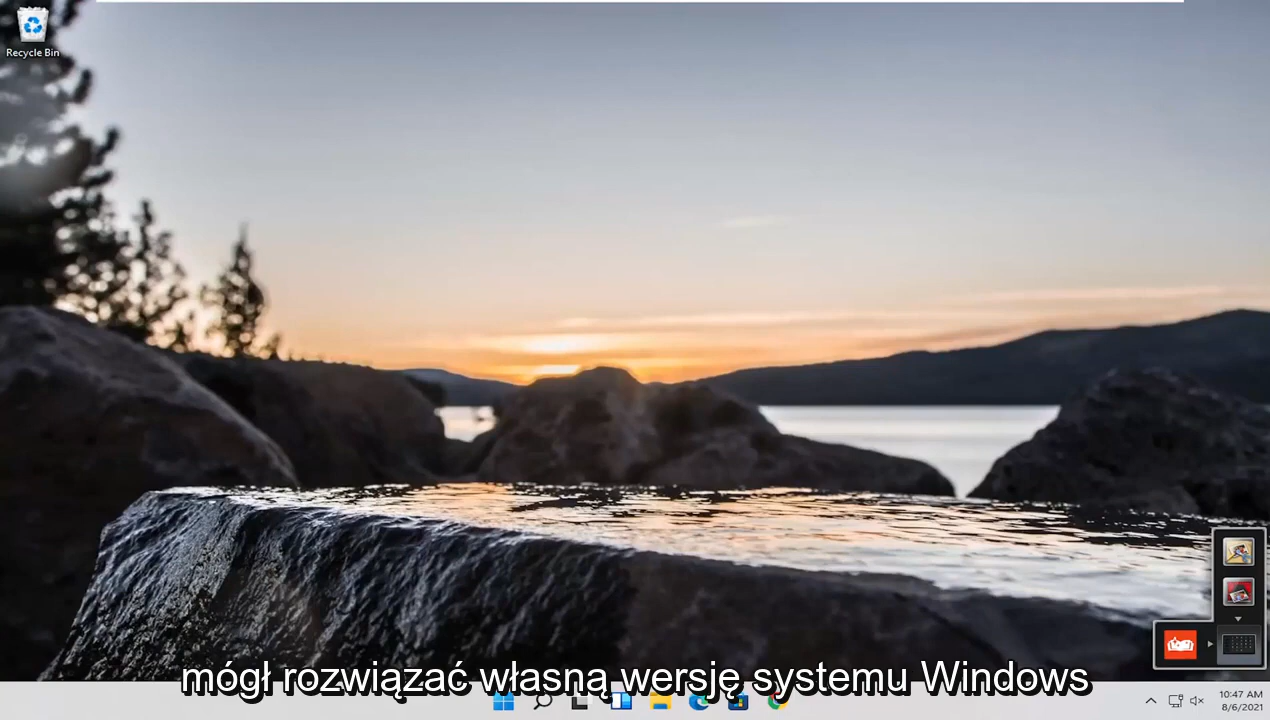 Recycle Bin
mógł rozwiązać własną wersję systemu Windows
10:47 AM
8/6/2021